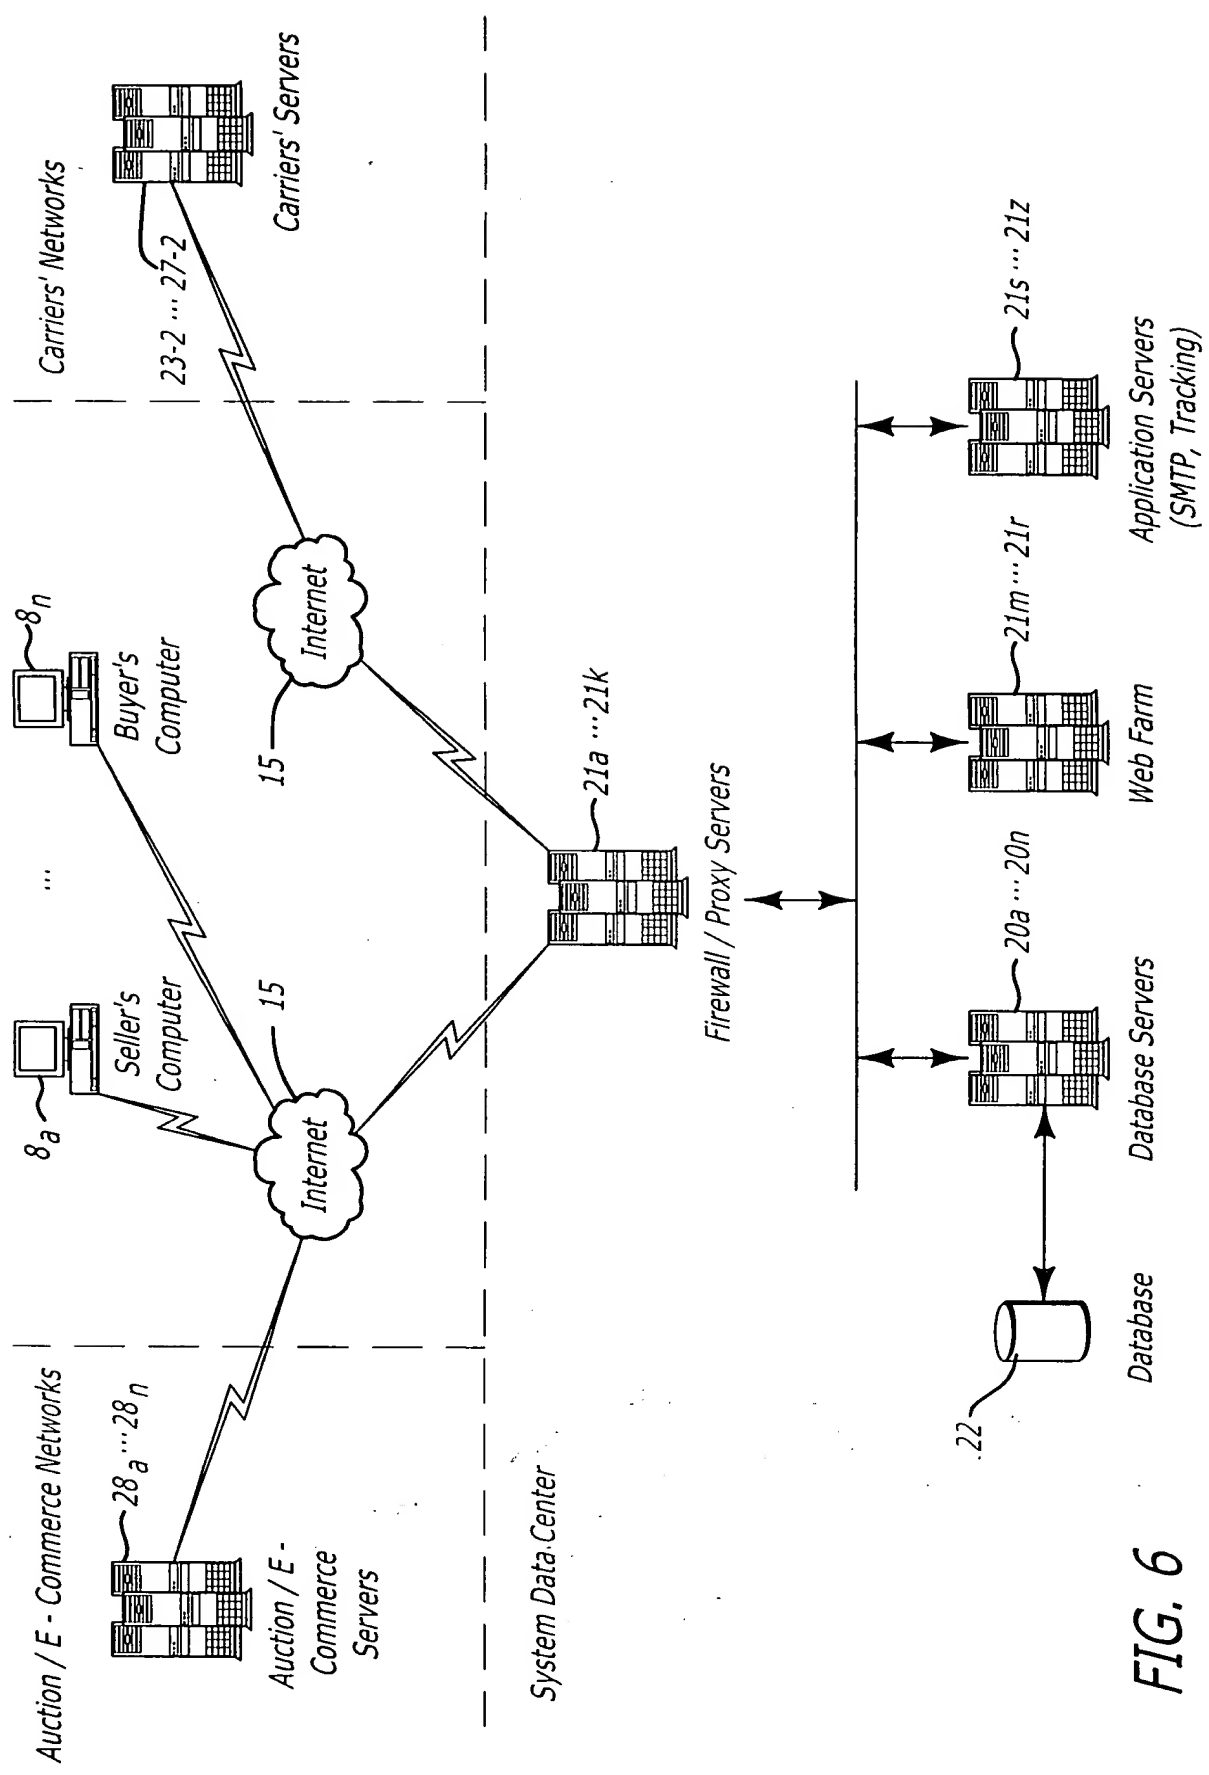 Auction / E - Commerce Networks
Carriers' Networks
8a
Seller's
Computer
...
8n
Buyer's
Computer
28a ... 28n
Auction / E -
Commerce
Servers
23-2 ... 27-2
Carriers' Servers
15
Internet
15
Internet
System Data Center
21a ... 21k
Firewall / Proxy Servers
22
Database
20a ... 20n
Database Servers
21m ... 21r
Web Farm
21s ... 21z
Application Servers
(SMTP, Tracking)
FIG. 6